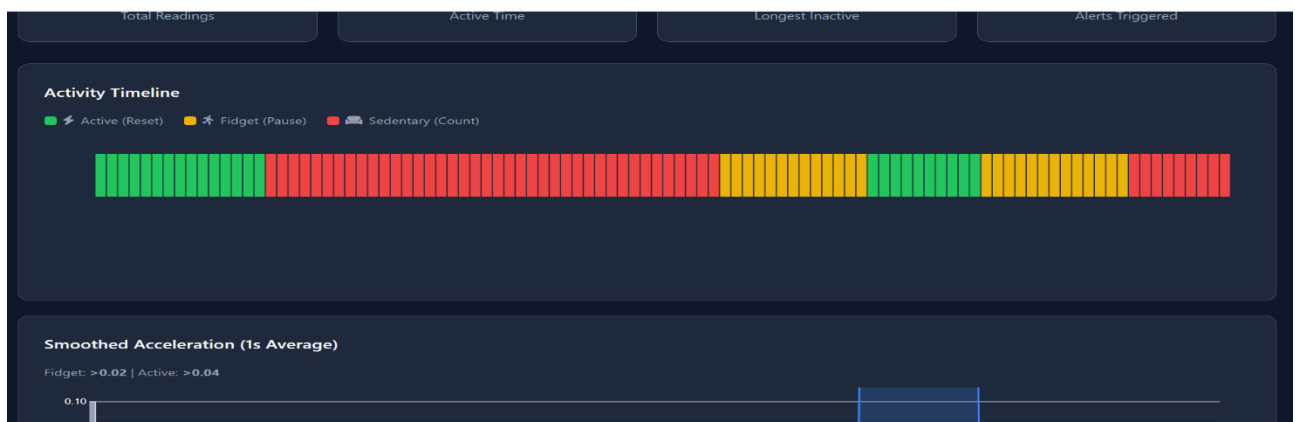 Total Readings Active Time Longest Inactive Alerts Triggered
Activity Timeline
Active (Reset) Fidget (Pause) Sedentary (Count)
Smoothed Acceleration (1s Average)
Fidget: >0.02 | Active: >0.04
0.10